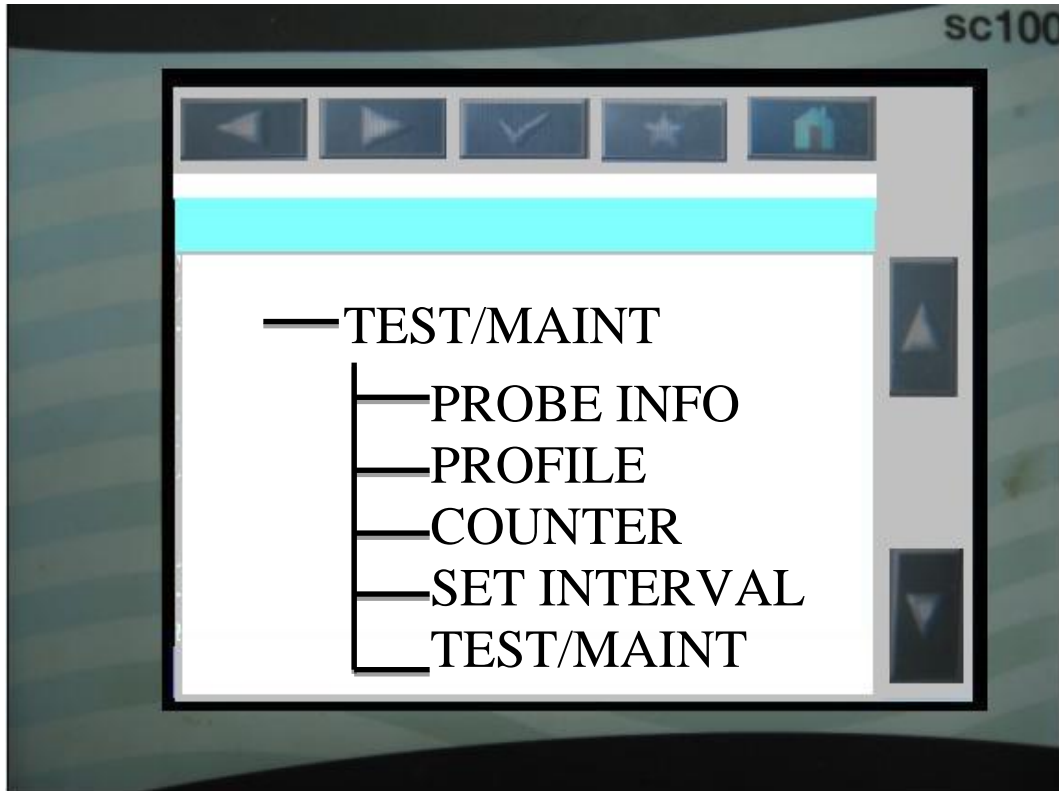 sc100
TEST/MAINT
PROBE INFO
PROFILE
COUNTER
SET INTERVAL
TEST/MAINT